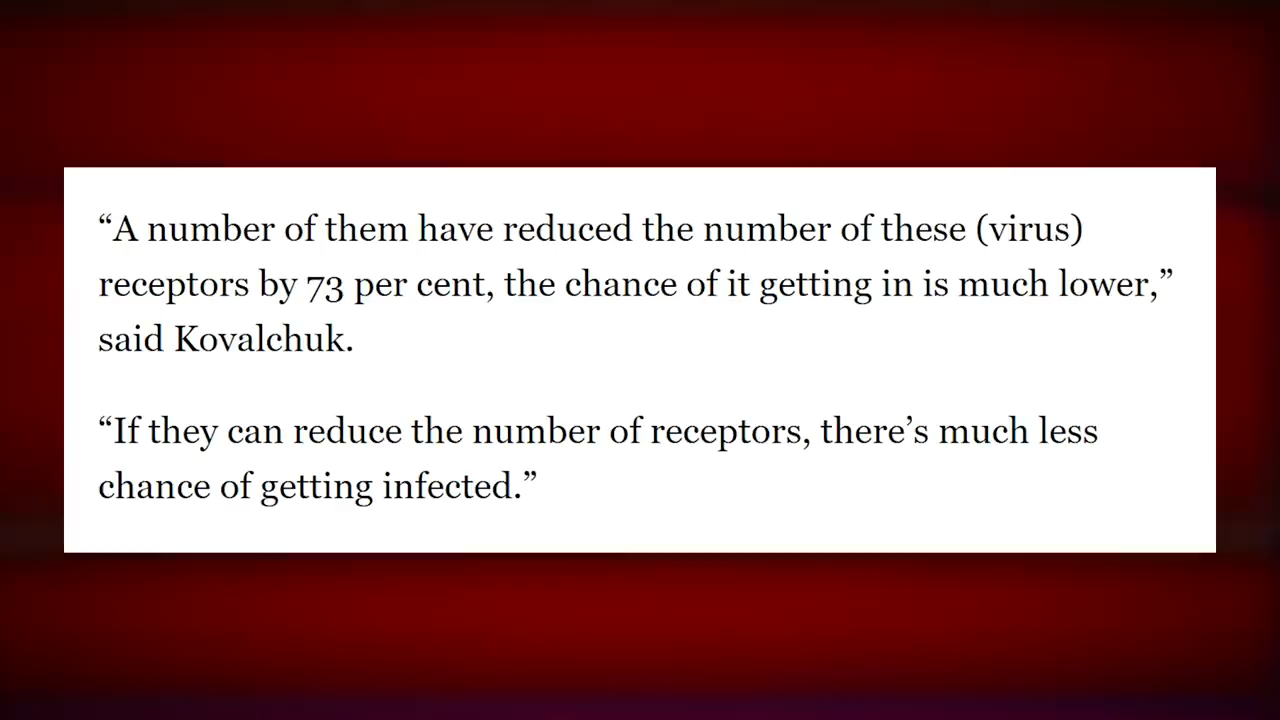 “A number of them have reduced the number of these (virus)
receptors by 73 per cent, the chance of it getting in is much lower,”
said Kovalchuk.
“If they can reduce the number of receptors, there’s much less
chance of getting infected.”